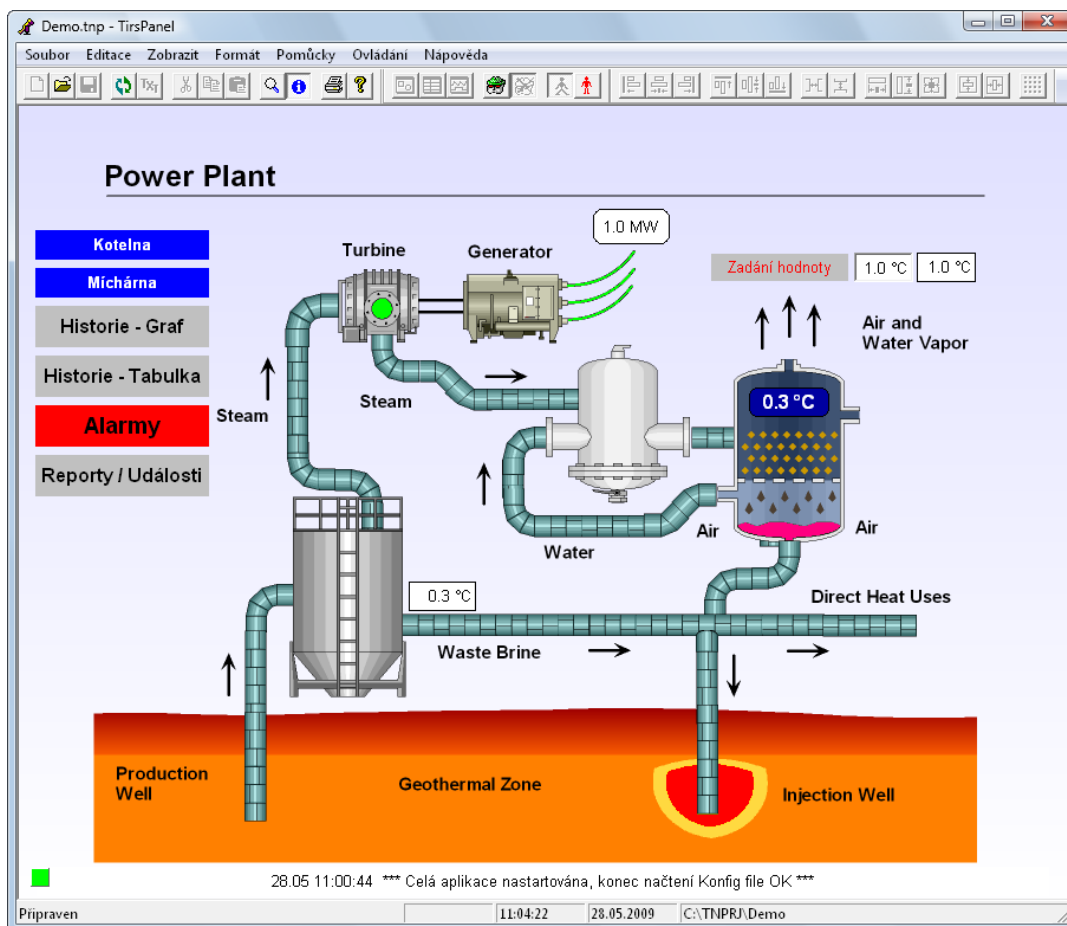 Demo.tnp - TirsPanel
Soubor Editace Zobrazit Formát Pomůcky Ovládání Nápověda
TXT
Power Plant
Kotelna
Míchárna
Historie - Graf
Historie - Tabulka
Alarmy
Reporty / Události
1.0 MW
Turbine
Generator
Zadání hodnoty
1.0 °C
1.0 °C
Air and
Water Vapor
Steam
Steam
0.3 °C
Water
Air
Air
0.3 °C
Direct Heat Uses
Waste Brine
Production
Well
Geothermal Zone
Injection Well
28.05 11:00:44 *** Celá aplikace nastartována, konec načtení Konfig file OK ***
Připraven
11:04:22
28.05.2009
C:\TNPRJ\Demo